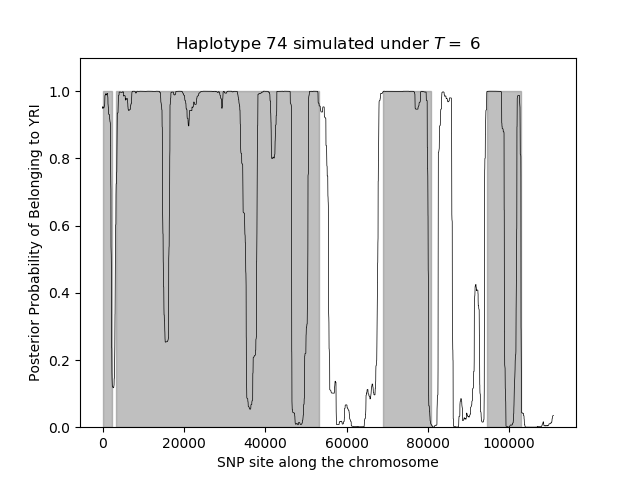 Haplotype 74 simulated under T = 6
Posterior Probability of Belonging to YRI
1.0
0.8
0.6
0.4
0.2
0.0
0 20000 40000 60000 80000 100000
SNP site along the chromosome